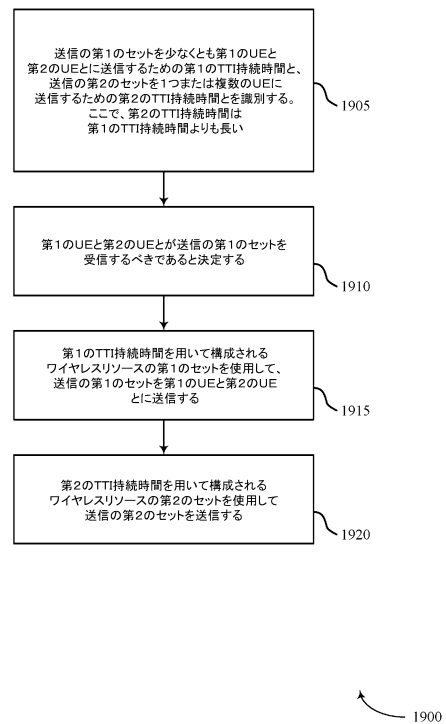 送信の第1のセットを少なくとも第1のUEと
第2のUEとに送信するための第1のTTI持続時間と、
送信の第2のセットを1つまたは複数のUEに
送信するための第2のTTI持続時間とを識別する。
ここで、第2のTTI持続時間は
第1のTTI持続時間よりも長い
1905
第1のUEと第2のUEとが送信の第1のセットを
受信するべきであると決定する
1910
第1のTTI持続時間を用いて構成される
ワイヤレスリソースの第1のセットを使用して、
送信の第1のセットを第1のUEと第2のUE
とに送信する
1915
第2のTTI持続時間を用いて構成される
ワイヤレスリソースの第2のセットを使用して
送信の第2のセットを送信する
1920
1900